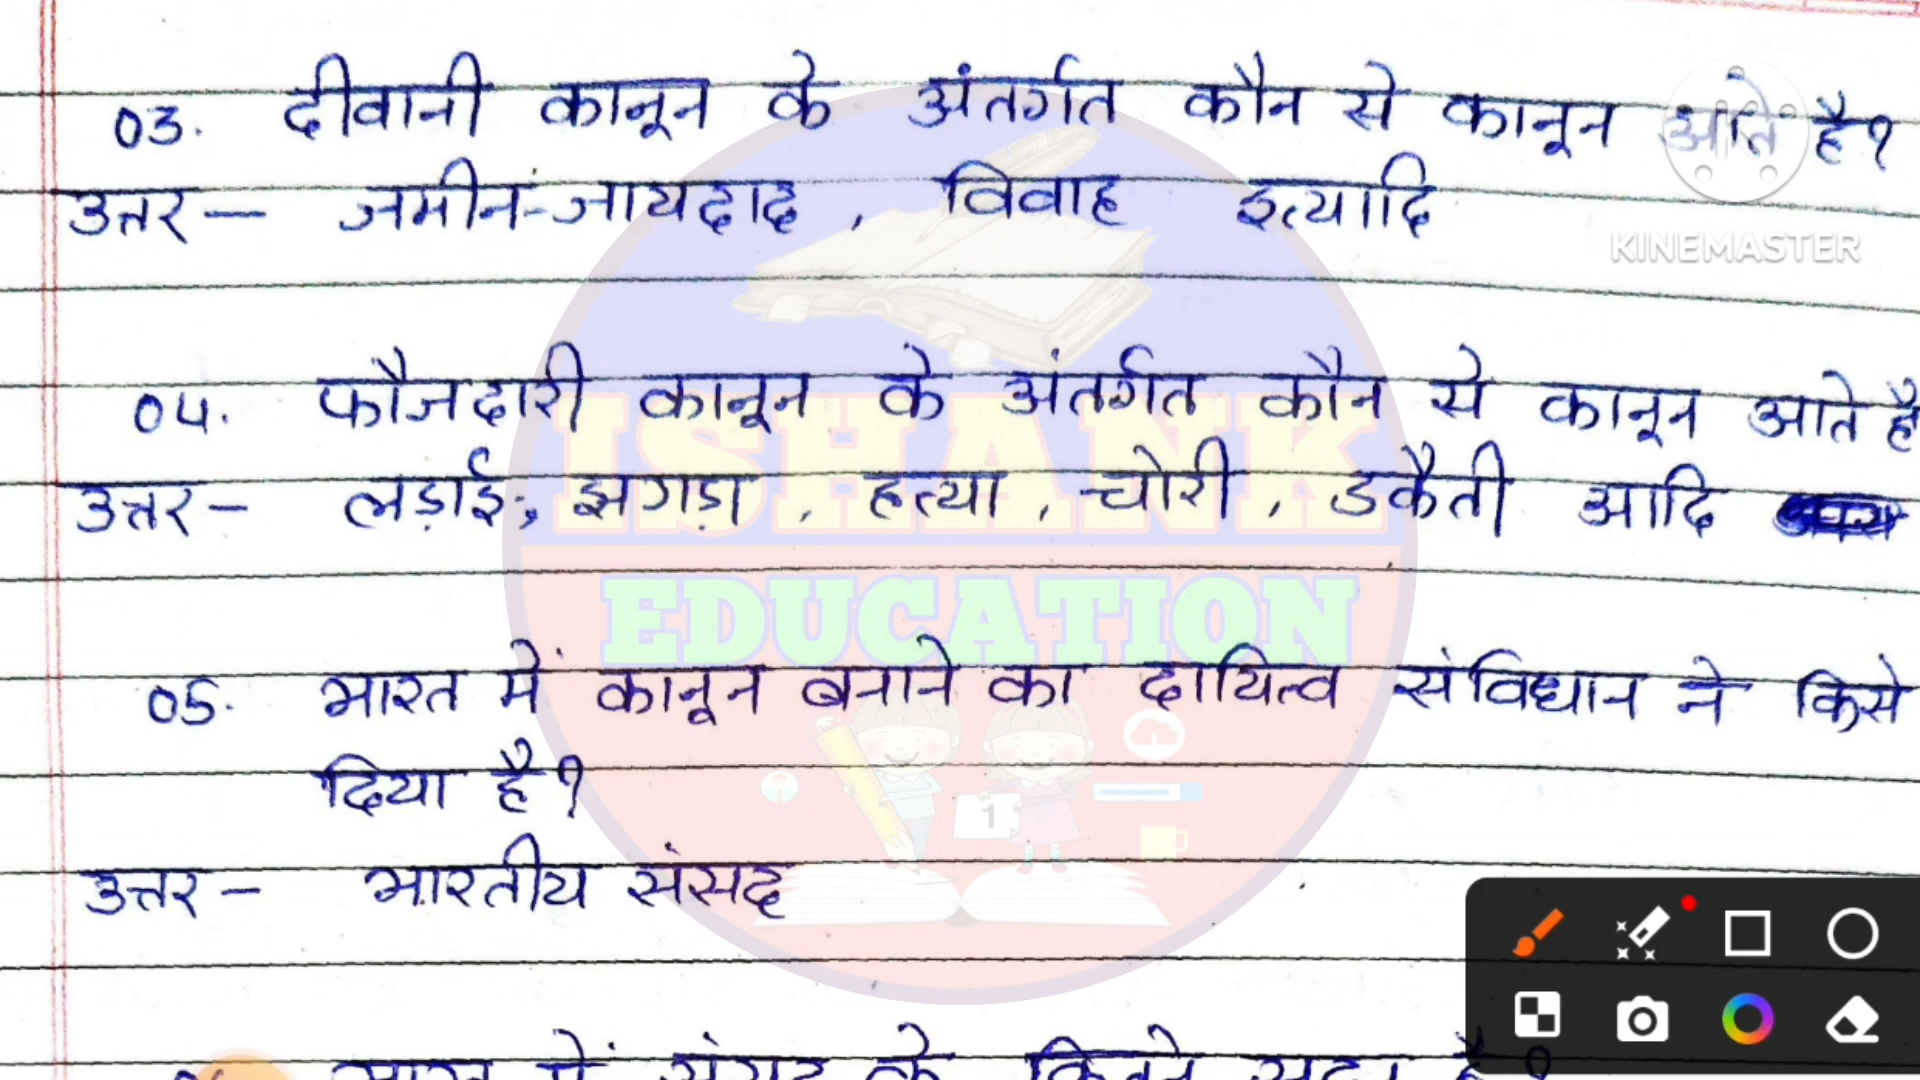 03. दीवानी कानून के अंतर्गत कौन से कानून आते है?
उत्तर — जमीन-जायदाद , विवाह इत्यादि
KINEMASTER
04. फौजदारी कानून के अंतर्गत कौन से कानून आते है
उत्तर - लड़ाई, झगड़ा , हत्या , चोरी , डकैती आदि
ISHANK
EDUCATION
05. भारत में कानून बनाने का दायित्व संविधान ने किसे
दिया है?
1
उत्तर - भारतीय संसद